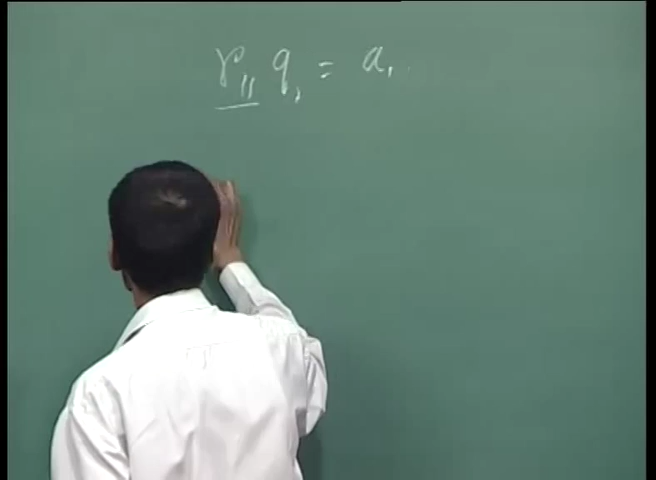 r₁₁ q₁ = a₁